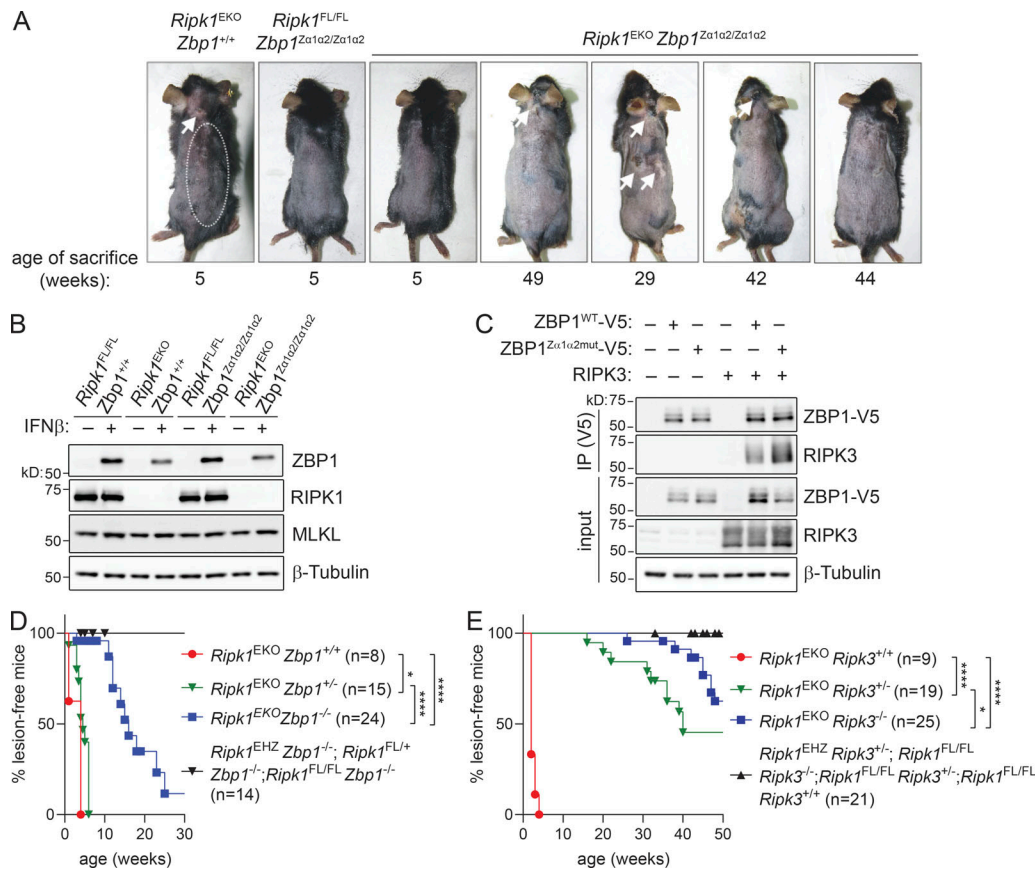 A
Ripk1EKO
Zbp1+/+
Ripk1FL/FL
Zbp1Zα1α2/Zα1α2
Ripk1EKO Zbp1Zα1α2/Zα1α2
age of sacrifice
(weeks):
5 5 5 49 29 42 44
B
Ripk1FL/FL
Zbp1+/+
Ripk1EKO
Zbp1+/+
Ripk1FL/FL
Zbp1Zα1α2/Zα1α2
Ripk1EKO
Zbp1Zα1α2/Zα1α2
IFNβ: – + – + – + – +
kD:
50 ZBP1
75 RIPK1
50 MLKL
50 β-Tubulin
C
ZBP1WT-V5: – + – – + –
ZBP1Zα1α2mut-V5: – – + – – +
RIPK3: – – – + + +
kD: 75
50
ZBP1-V5
IP (V5)
75
50
RIPK3
75
50
ZBP1-V5
input
75
50
RIPK3
50 β-Tubulin
D
% lesion-free mice
100
50
0
0 10 20 30
age (weeks)
Ripk1EKO Zbp1+/+ (n=8)
Ripk1EKO Zbp1+/- (n=15)
Ripk1EKOZbp1-/- (n=24)
Ripk1EHZ Zbp1-/-; Ripk1FL/+
Zbp1-/-;Ripk1FL/FL Zbp1-/-
(n=14)
*
****
****
E
% lesion-free mice
100
50
0
0 10 20 30 40 50
age (weeks)
Ripk1EKO Ripk3+/+ (n=9)
Ripk1EKO Ripk3+/- (n=19)
Ripk1EKO Ripk3-/- (n=25)
Ripk1EHZ Ripk3+/-; Ripk1FL/FL
Ripk3-/-;Ripk1FL/FL Ripk3+/-;Ripk1FL/FL
Ripk3+/+ (n=21)
****
*
****